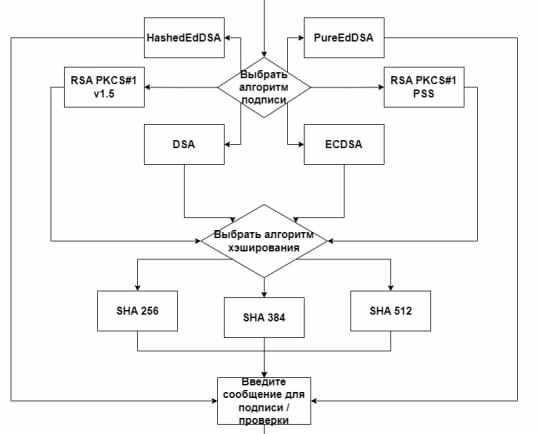 HashedEdDSA
PureEdDSA
Выбрать
алгоритм
подписи
RSA PKCS#1
v1.5
RSA PKCS#1
PSS
DSA
ECDSA
Выбрать алгоритм
хэширования
SHA 256
SHA 384
SHA 512
Введите
сообщение для
подписи /
проверки